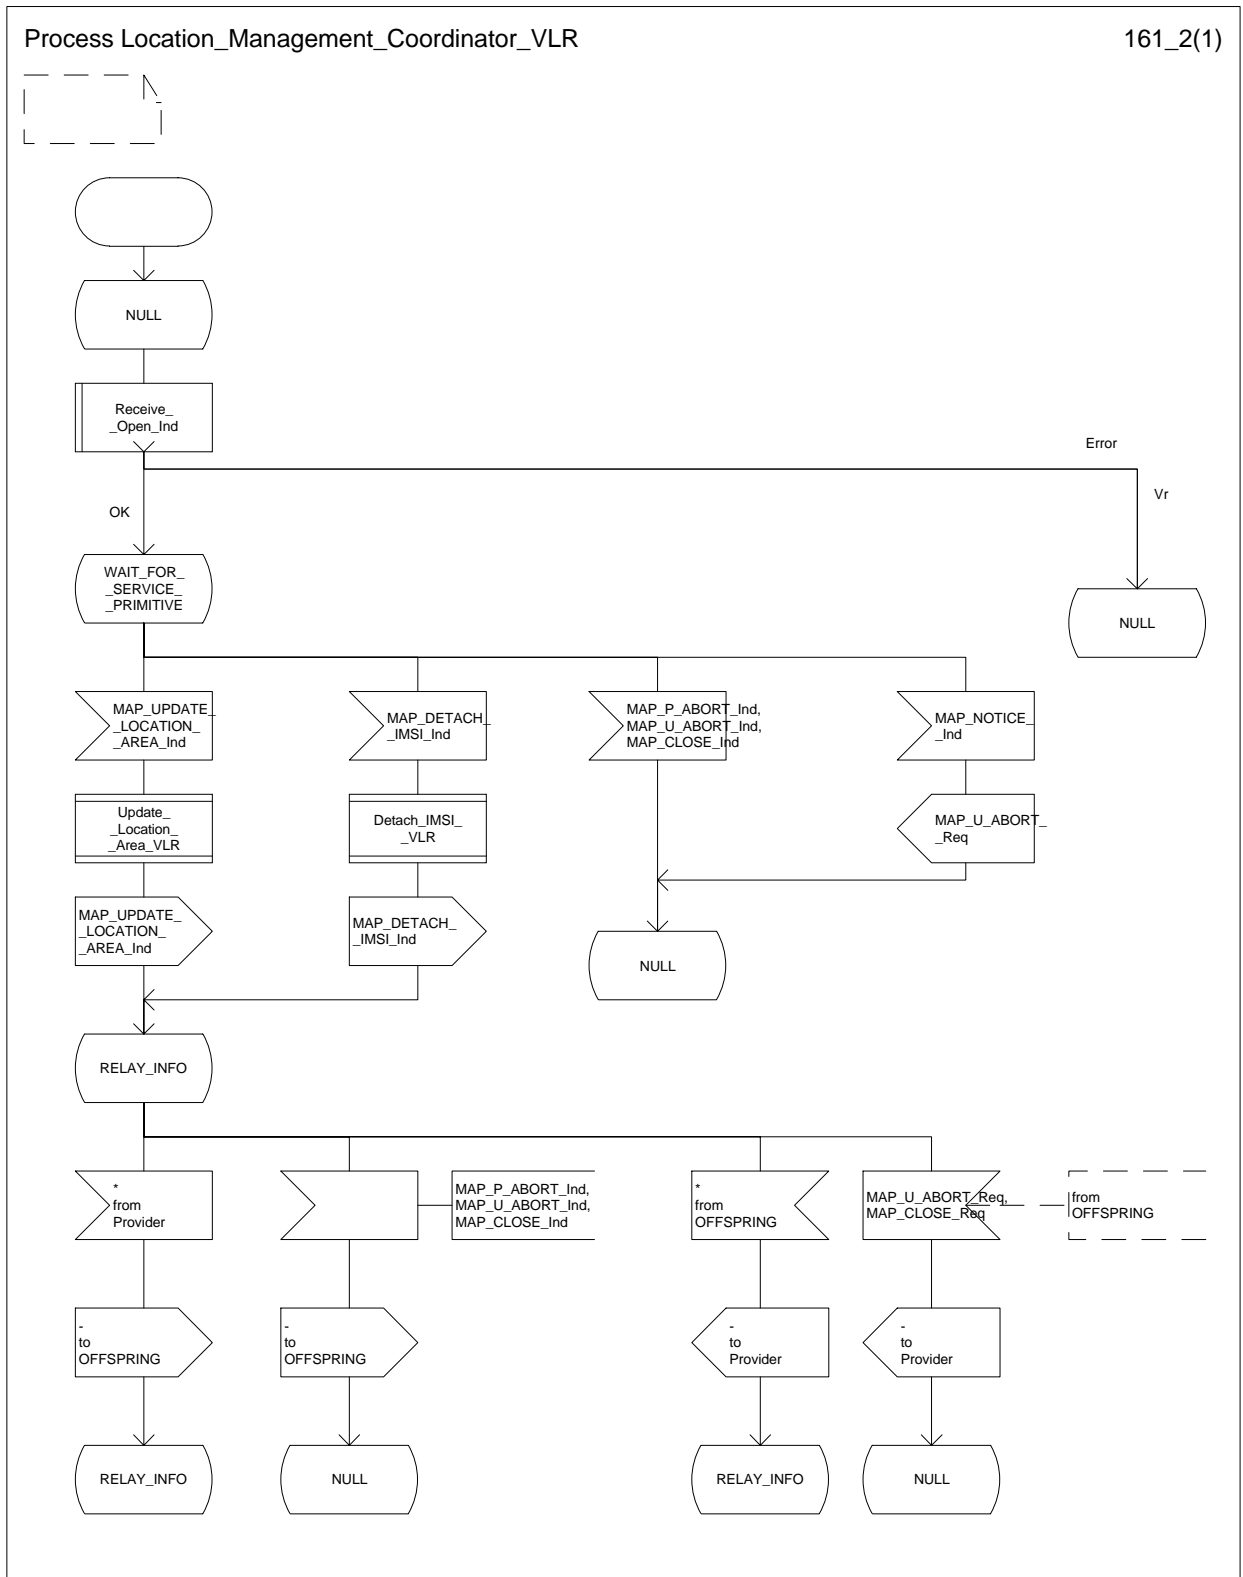 Process Location_Management_Coordinator_VLR
161_2(1)
NULL
Receive_
_Open_Ind
Error
Vr
OK
WAIT_FOR_
_SERVICE_
_PRIMITIVE
NULL
MAP_UPDATE_
_LOCATION_
_AREA_Ind
MAP_DETACH_
_IMSI_Ind
MAP_P_ABORT_Ind,
MAP_U_ABORT_Ind,
MAP_CLOSE_Ind
MAP_NOTICE_
_Ind
Update_
_Location_
_Area_VLR
Detach_IMSI_
_VLR
MAP_U_ABORT_
_Req
MAP_UPDATE_
_LOCATION_
_AREA_Ind
MAP_DETACH_
_IMSI_Ind
NULL
RELAY_INFO
*
from
Provider
MAP_P_ABORT_Ind,
MAP_U_ABORT_Ind,
MAP_CLOSE_Ind
*
from
OFFSPRING
MAP_U_ABORT_Req,
MAP_CLOSE_Req
from
OFFSPRING
-
to
OFFSPRING
-
to
OFFSPRING
-
to
Provider
-
to
Provider
RELAY_INFO
NULL
RELAY_INFO
NULL